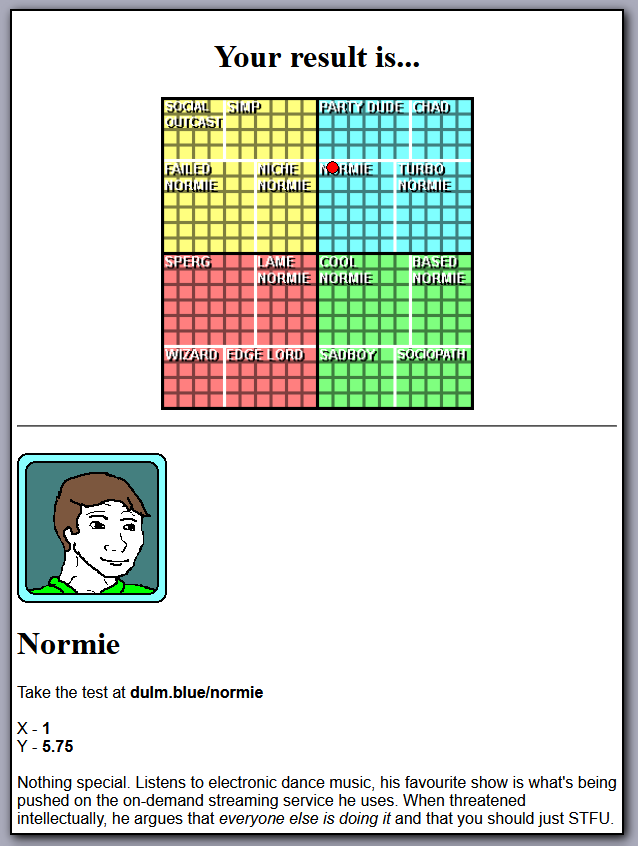 Your result is...
SOCIAL OUTCAST
SIMP
PARTY DUDE
CHAD
FAILED NORMIE
NICHE NORMIE
NORMIE
TURBO NORMIE
SPERG
LAME NORMIE
COOL NORMIE
BASED NORMIE
WIZARD
EDGE LORD
SADBOY
SOCIOPATH
Normie
Take the test at dulm.blue/normie
X - 1
Y - 5.75
Nothing special. Listens to electronic dance music, his favourite show is what's being
pushed on the on-demand streaming service he uses. When threatened
intellectually, he argues that everyone else is doing it and that you should just STFU.